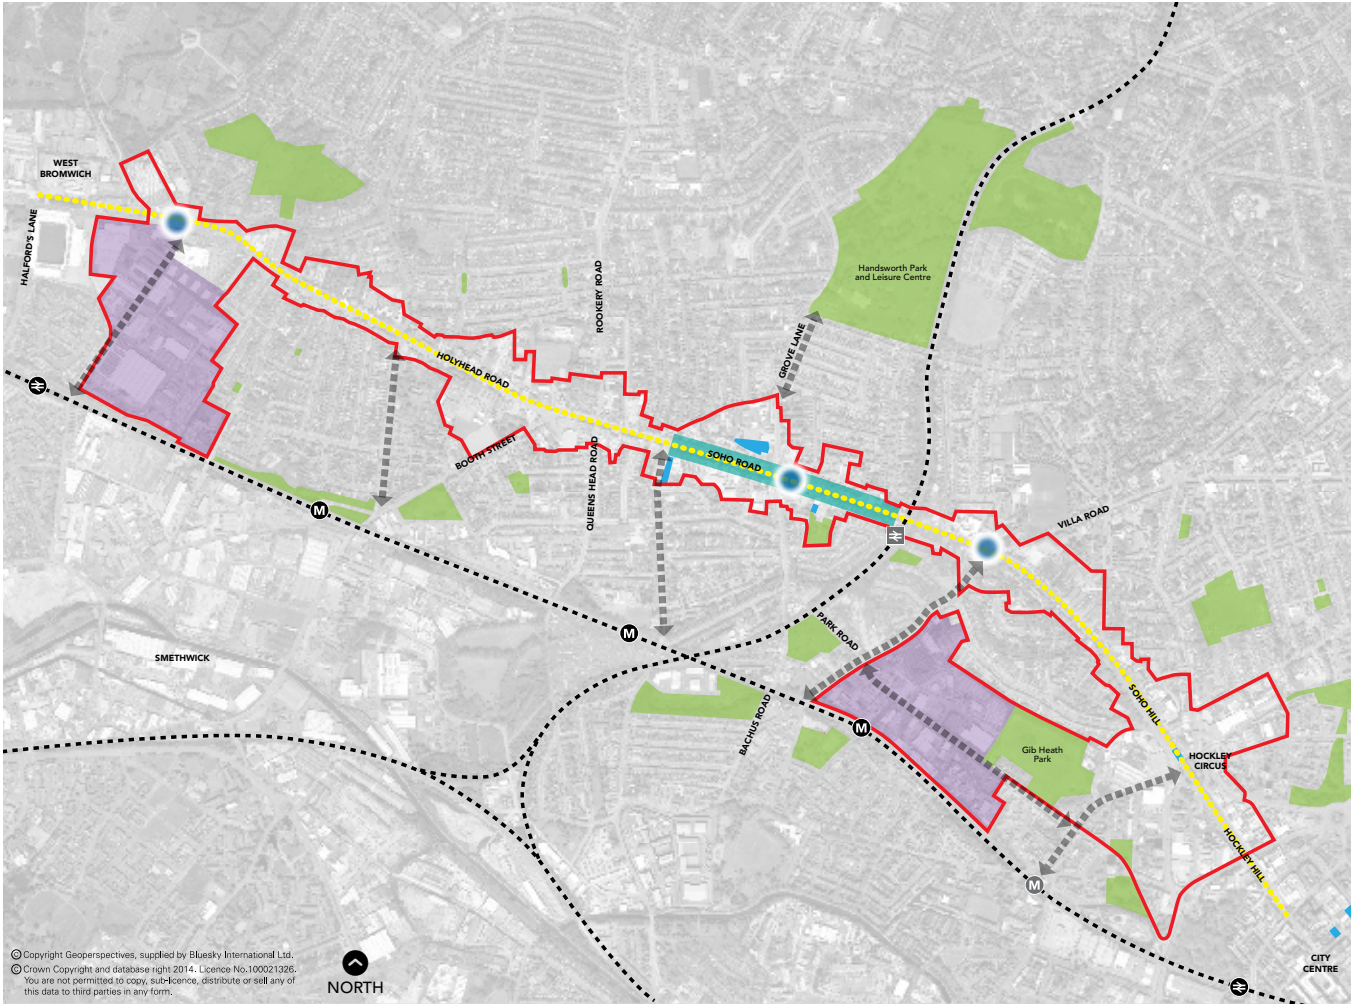 WEST
BROMWICH
HALFORD'S LANE
HOLYHEAD ROAD
ROOKERY ROAD
BOOTH STREET
QUEENS HEAD ROAD
SOHO ROAD
GROVE LANE
Handsworth Park
and Leisure Centre
VILLA ROAD
PARK ROAD
BACHUS ROAD
SMETHWICK
M
M
M
M
Gib Heath
Park
SOHO HILL
HOCKLEY
CIRCUS
HOCKLEY HILL
CITY
CENTRE
© Copyright Geoperspectives, supplied by Bluesky International Ltd.
© Crown Copyright and database right 2014. Licence No.100021326.
You are not permitted to copy, sub-licence, distribute or sell any of
this data to third parties in any form.
NORTH